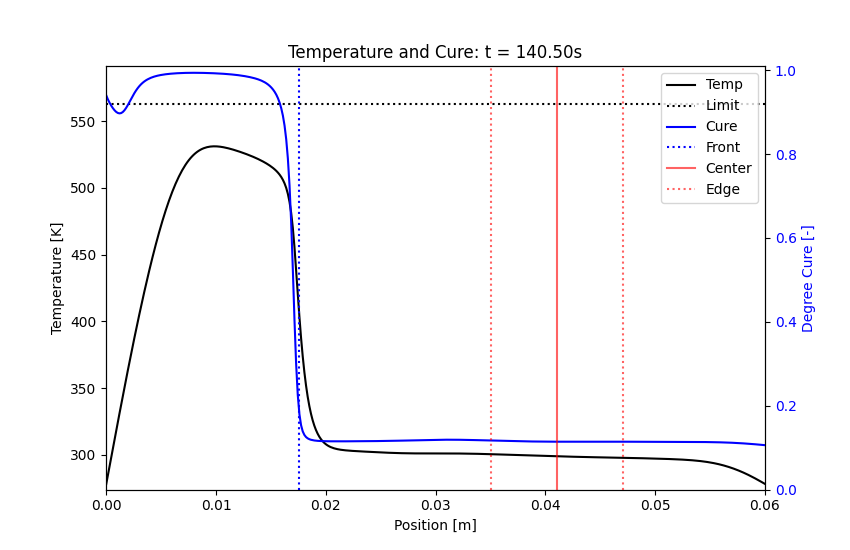 Temperature and Cure: t = 140.50s
Temp
Limit
Cure
Front
Center
Edge
550
500
450
400
350
300
Temperature [K]
1.0
0.8
0.6
0.4
0.2
0.0
Degree Cure [-]
0.00 0.01 0.02 0.03 0.04 0.05 0.06
Position [m]